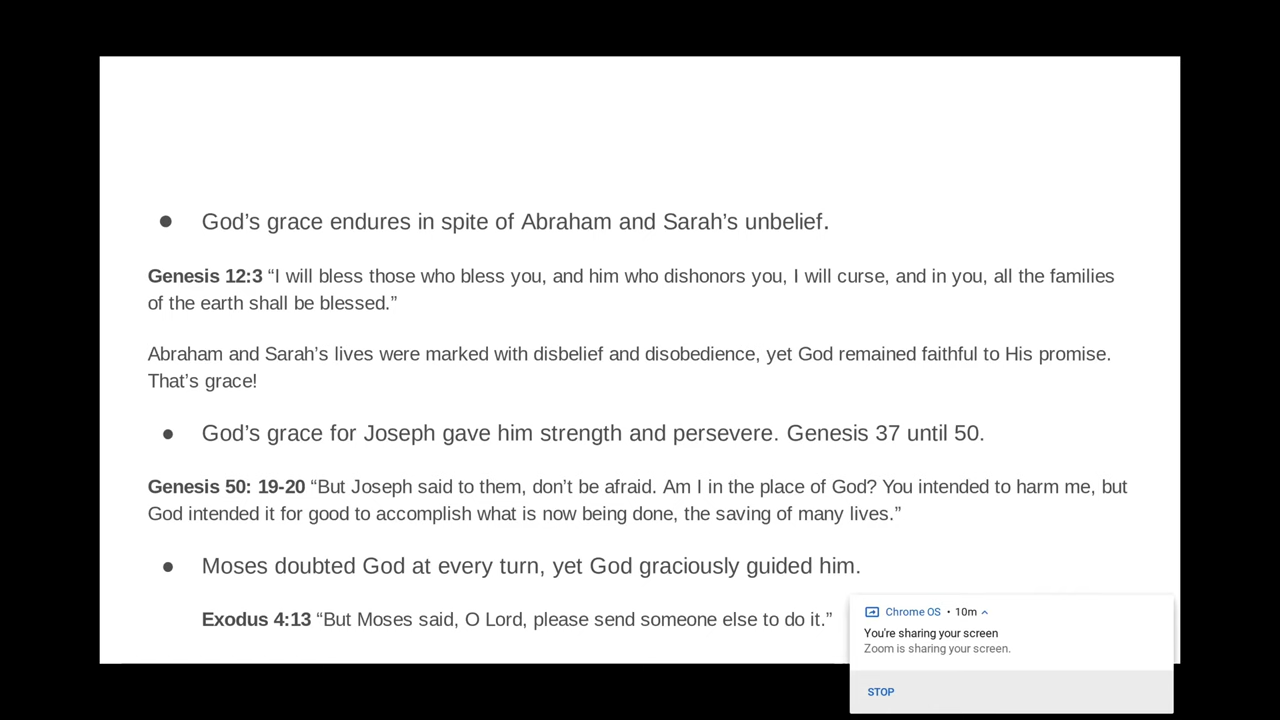 ● God’s grace endures in spite of Abraham and Sarah’s unbelief.
Genesis 12:3 “I will bless those who bless you, and him who dishonors you, I will curse, and in you, all the families
of the earth shall be blessed.”
Abraham and Sarah’s lives were marked with disbelief and disobedience, yet God remained faithful to His promise.
That’s grace!
● God’s grace for Joseph gave him strength and persevere. Genesis 37 until 50.
Genesis 50: 19-20 “But Joseph said to them, don’t be afraid. Am I in the place of God? You intended to harm me, but
God intended it for good to accomplish what is now being done, the saving of many lives.”
● Moses doubted God at every turn, yet God graciously guided him.
Exodus 4:13 “But Moses said, O Lord, please send someone else to do it.”
Chrome OS • 10m
You're sharing your screen
Zoom is sharing your screen.
STOP